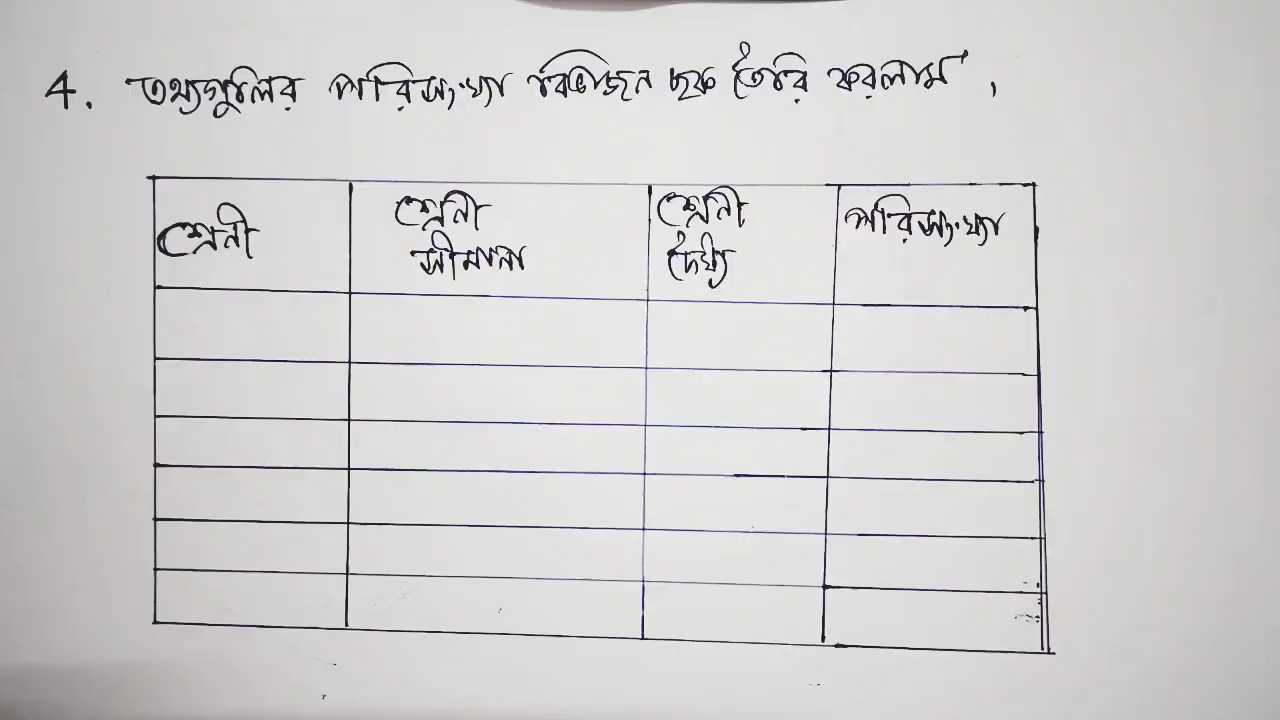 4. তথ্যগুলির পরিসংখ্যা বিভাজন ছক তৈরি করলাম,
শ্রেনী
শ্রেনী
সীমানা
শ্রেনী
দৈর্ঘ্য
পরিসংখ্যা